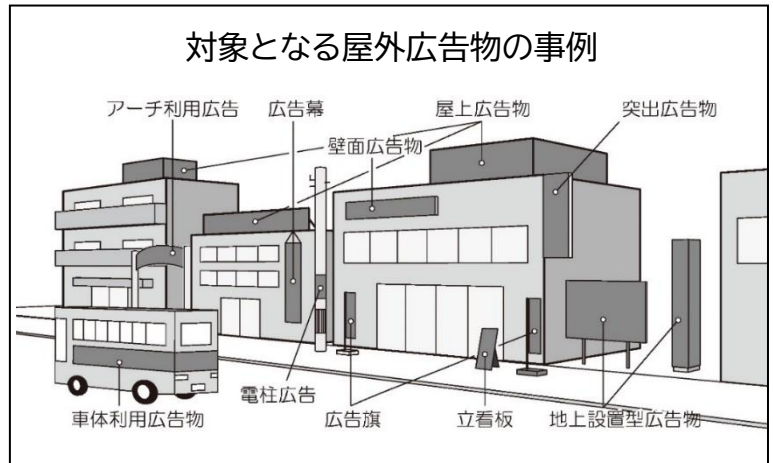 対象となる屋外広告物の事例
アーチ利用広告
広告幕
屋上広告物
突出広告物
壁面広告物
電柱広告
車体利用広告物
広告旗
立看板
地上設置型広告物